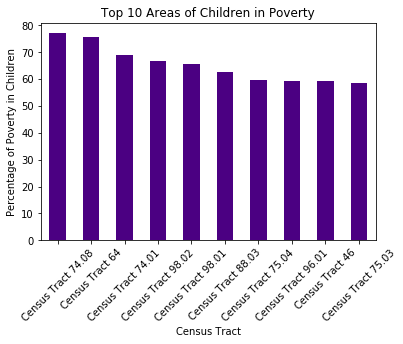 Top 10 Areas of Children in Poverty
Percentage of Poverty in Children
80
70
60
50
40
30
20
10
0
Census Tract 74.08
Census Tract 64
Census Tract 74.01
Census Tract 98.02
Census Tract 98.01
Census Tract 88.03
Census Tract 75.04
Census Tract 96.01
Census Tract 46
Census Tract 75.03
Census Tract